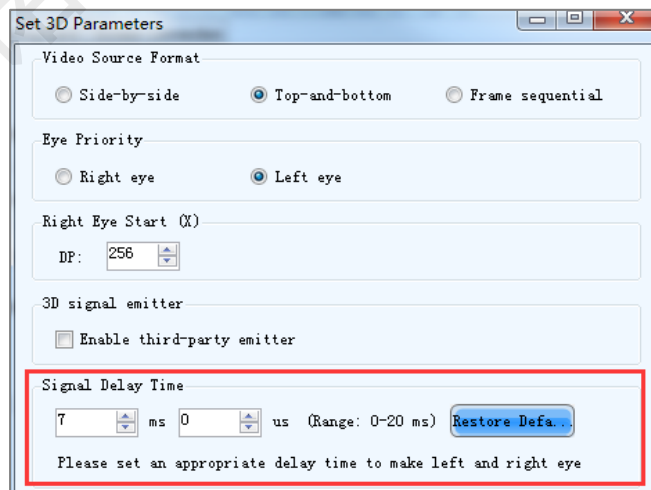 Set 3D Parameters
Video Source Format
Side-by-side Top-and-bottom Frame sequential
Eye Priority
Right eye Left eye
Right Eye Start (X)
DP: 256
3D signal emitter
Enable third-party emitter
Signal Delay Time
7 ms 0 us (Range: 0-20 ms) Restore Defa...
Please set an appropriate delay time to make left and right eye